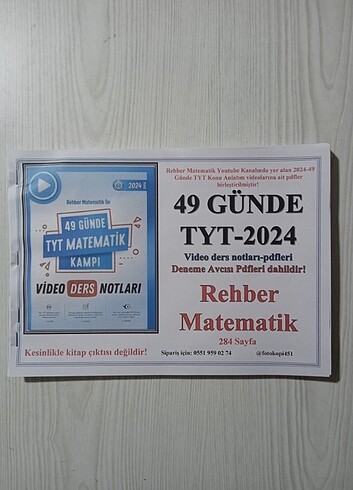 Rehber Matematik Youtube Kanalında yer alan 2024-49
Günde TYT Konu Anlatım videolarına ait pdfler
birleştirilmiştir!
2024
Rehber Matematik ile
49 GÜNDE
TYT MATEMATİK
KAMPI
VİDEO DERS NOTLARI
49 GÜNDE
TYT-2024
Video ders notları-pdfleri
Deneme Avcısı Pdfleri dahildir!
Rehber
Matematik
284 Sayfa
Kesinlikle kitap çıktısı değildir!
Sipariş için: 0551 959 02 74
@fotokopi451